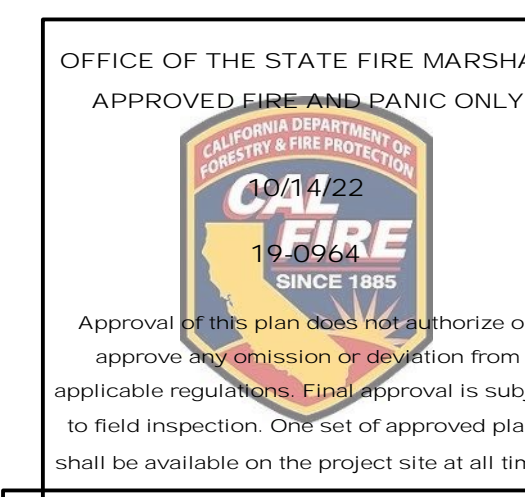 OFFICE OF THE STATE FIRE MARSHA
APPROVED FIRE AND PANIC ONLY
CALIFORNIA DEPARTMENT OF
FORESTRY & FIRE PROTECTION
CAL
10/14/22
FIRE
19-0964
SINCE 1885
Approval of this plan does not authorize o
approve any omission or deviation from
applicable regulations. Final approval is subj
to field inspection. One set of approved pla
shall be available on the project site at all tim